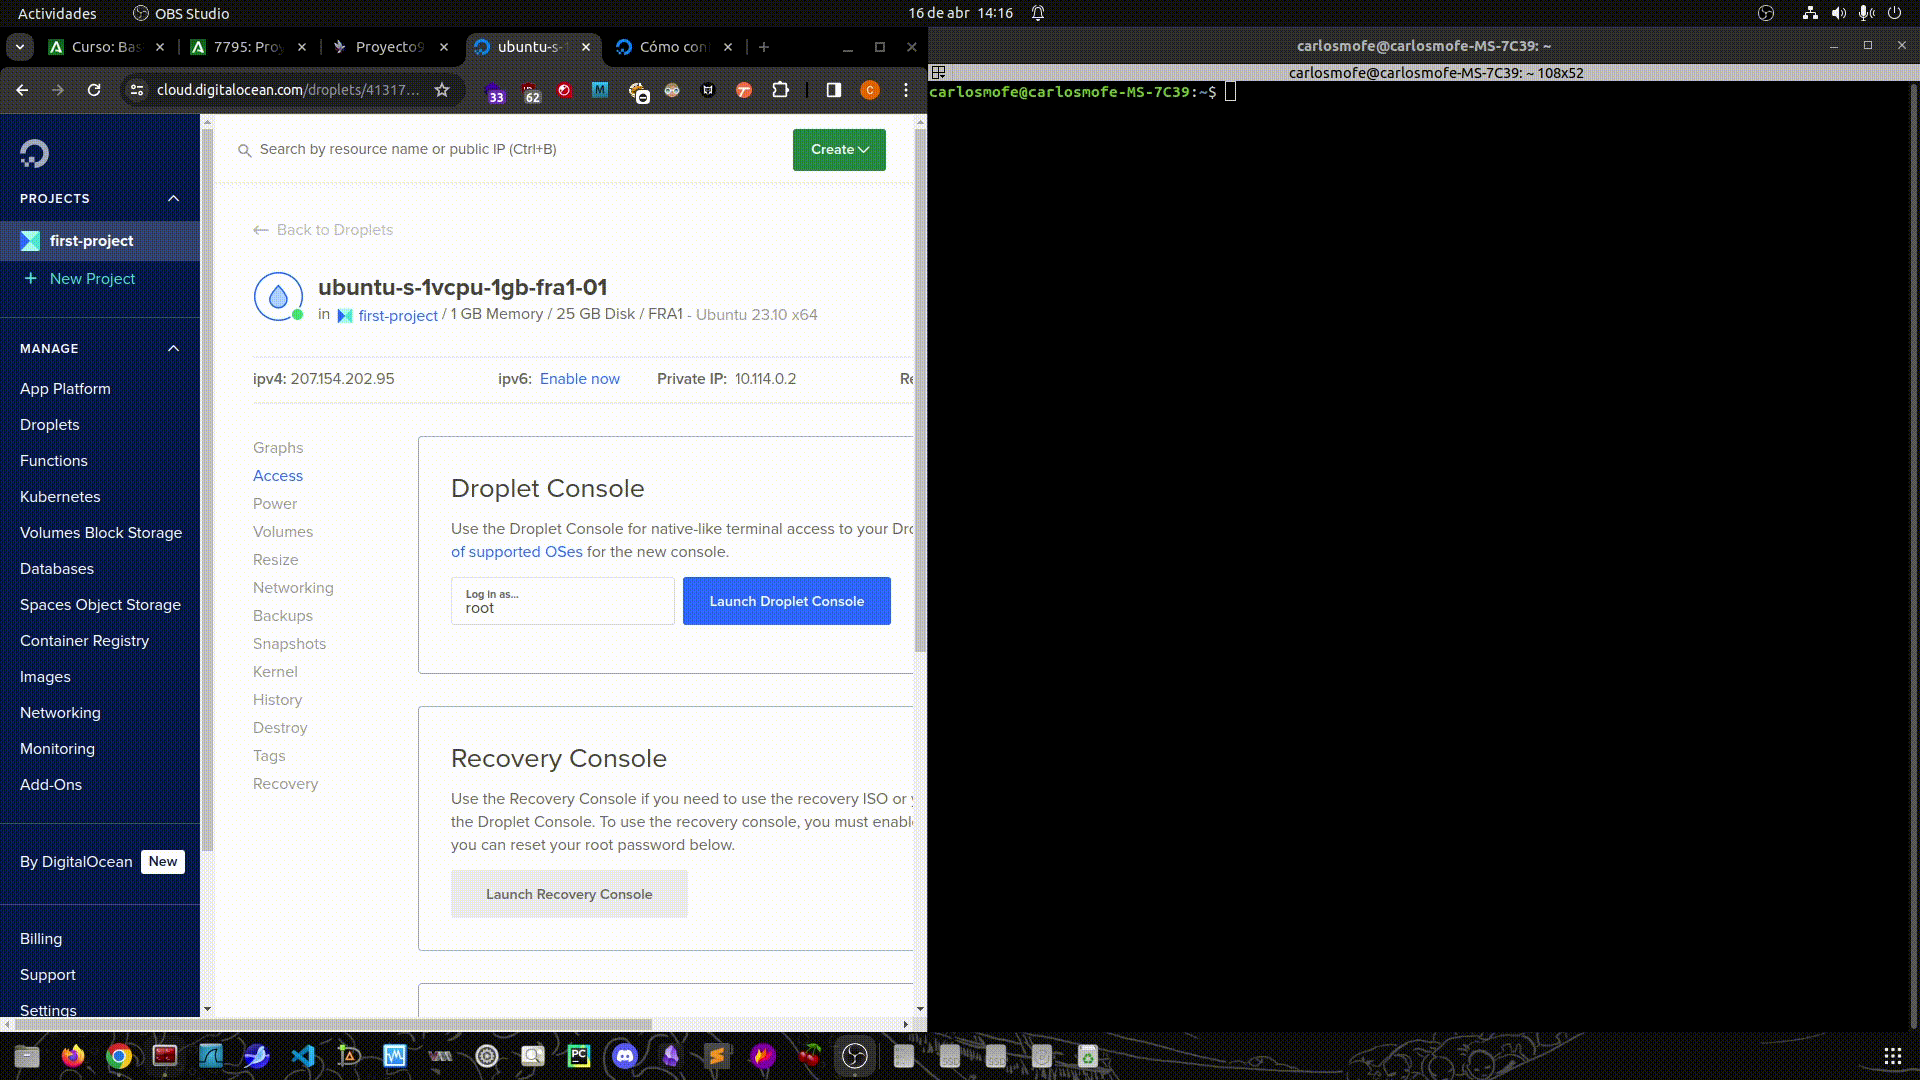 Actividades
OBS Studio
16 de abr 14:16
Curso: Bas
7795: Proy
Proyecto9
ubuntu-s-1
Cómo con
cloud.digitalocean.com/droplets/41317...
33
62
C
carlosmofe@carlosmofe-MS-7C39: ~
carlosmofe@carlosmofe-MS-7C39: ~ 108x52
carlosmofe@carlosmofe-MS-7C39:~$
PROJECTS
first-project
New Project
MANAGE
App Platform
Droplets
Functions
Kubernetes
Volumes Block Storage
Databases
Spaces Object Storage
Container Registry
Images
Networking
Monitoring
Add-Ons
By DigitalOcean New
Billing
Support
Settings
Search by resource name or public IP (Ctrl+B)
Create
Back to Droplets
ubuntu-s-1vcpu-1gb-fra1-01
in first-project / 1 GB Memory / 25 GB Disk / FRA1 - Ubuntu 23.10 x64
ipv4: 207.154.202.95
ipv6: Enable now
Private IP: 10.114.0.2
Re
Graphs
Access
Power
Volumes
Resize
Networking
Backups
Snapshots
Kernel
History
Destroy
Tags
Recovery
Droplet Console
Use the Droplet Console for native-like terminal access to your Dro
of supported OSes for the new console.
Log in as...
root
Launch Droplet Console
Recovery Console
Use the Recovery Console if you need to use the recovery ISO or y
the Droplet Console. To use the recovery console, you must enable
you can reset your root password below.
Launch Recovery Console